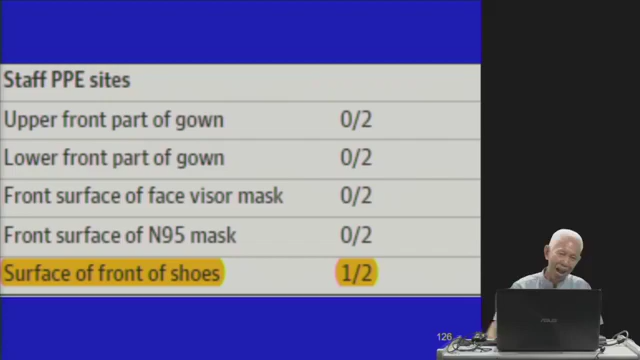 Staff PPE sites
Upper front part of gown 0/2
Lower front part of gown 0/2
Front surface of face visor mask 0/2
Front surface of N95 mask 0/2
Surface of front of shoes 1/2
126
ASUS